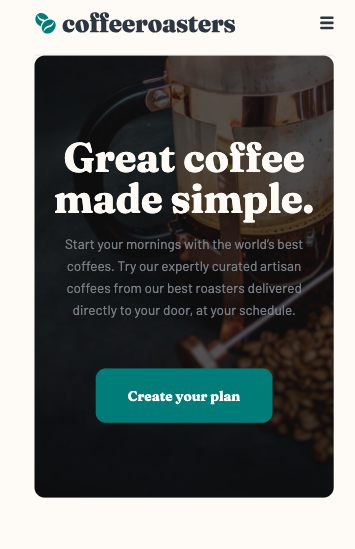 coffeeroasters
Great coffee
made simple.
Start your mornings with the world's best
coffees. Try our expertly curated artisan
coffees from our best roasters delivered
directly to your door, at your schedule.
Create your plan